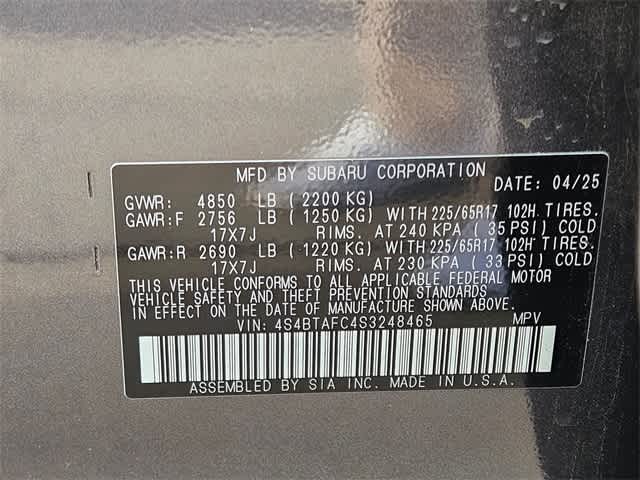 MFD BY SUBARU CORPORATION
DATE: 04/25
GVWR: 4850 LB (2200 KG)
GAWR:F 2756 LB (1250 KG) WITH 225/65R17 102H TIRES.
17X7J RIMS. AT 240 KPA (35 PSI) COLD
GAWR:R 2690 LB (1220 KG) WITH 225/65R17 102H TIRES.
17X7J RIMS. AT 230 KPA (33 PSI) COLD
THIS VEHICLE CONFORMS TO ALL APPLICABLE FEDERAL MOTOR
VEHICLE SAFETY AND THEFT PREVENTION STANDARDS IN
EFFECT ON THE DATE OF MANUFACTURE SHOWN ABOVE.
VIN: 4S4BTAFC4S3248465 MPV
ASSEMBLED BY SIA INC. MADE IN U.S.A.